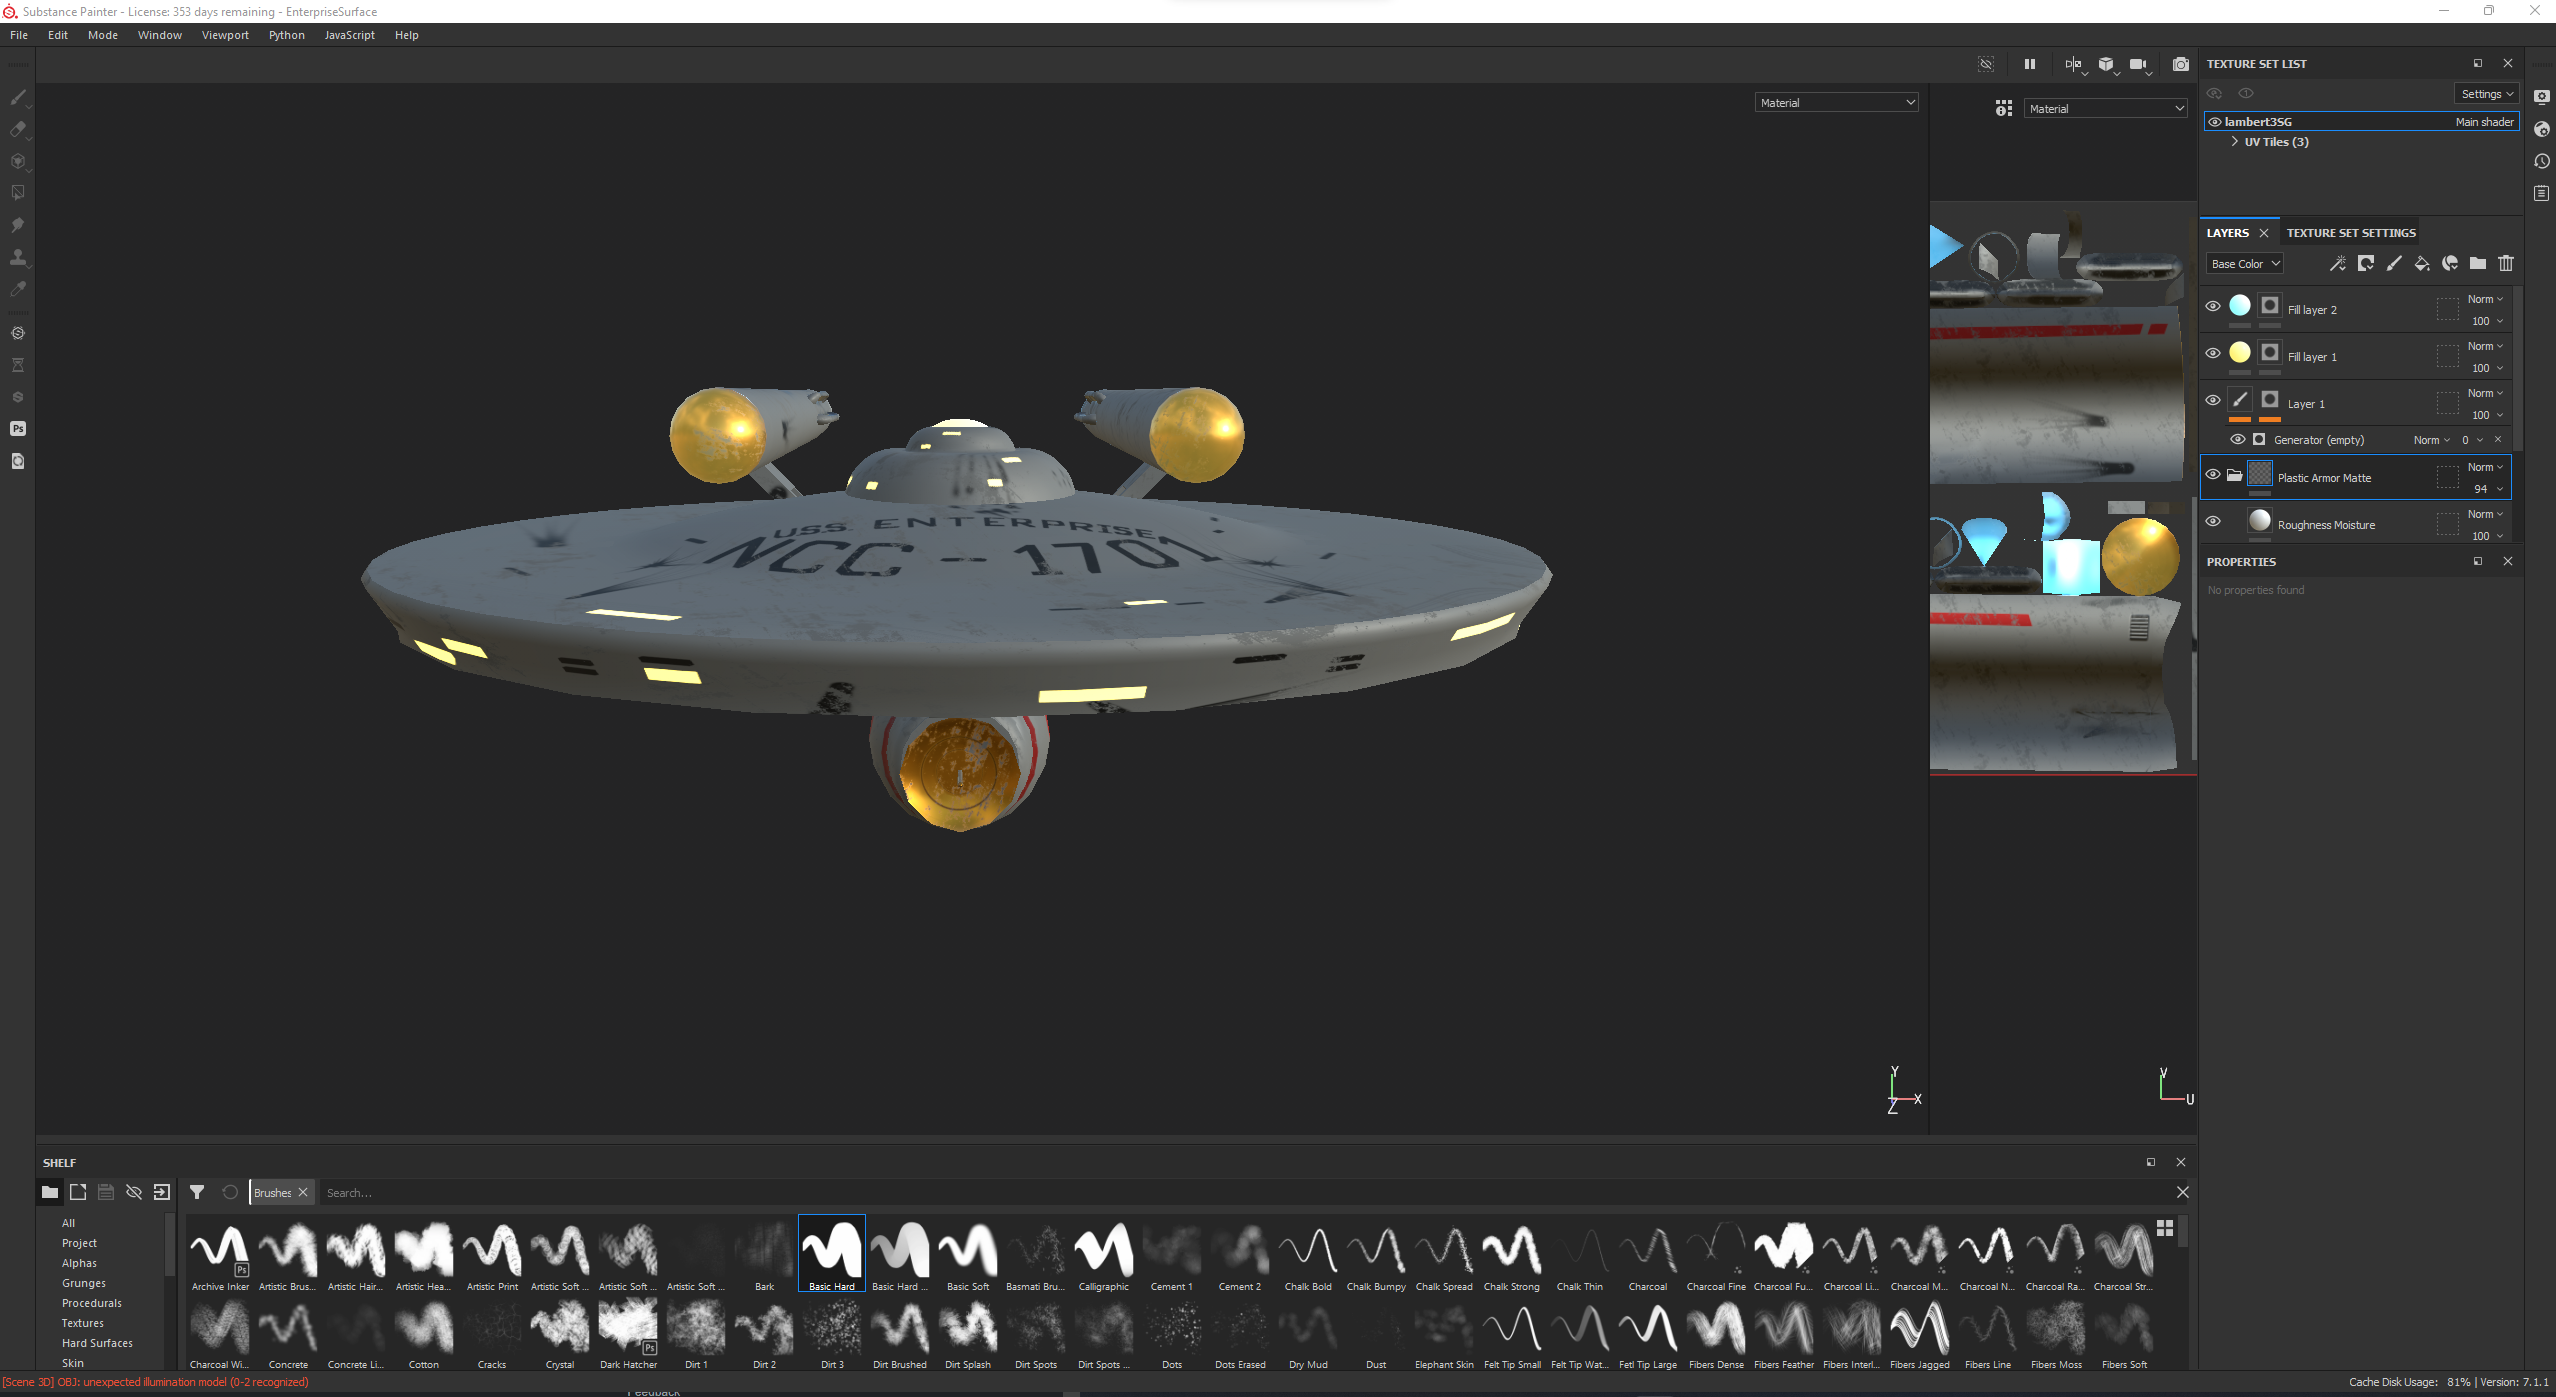 Substance Painter - License: 353 days remaining - EnterpriseSurface
File Edit Mode Window Viewport Python JavaScript Help
Material
Material
U.S.S. ENTERPRISE
NCC - 1701
Y
X
Z
V
U
TEXTURE SET LIST
Settings
lambert3SG Main shader
UV Tiles (3)
LAYERS TEXTURE SET SETTINGS
Base Color
Fill layer 2 Norm 100
Fill layer 1 Norm 100
Layer 1 Norm 100
Generator (empty) Norm 0
Plastic Armor Matte Norm 94
Roughness Moisture Norm 100
PROPERTIES
No properties found
Ps
SHELF
Brushes Search...
All
Project
Alphas
Grunges
Procedurals
Textures
Hard Surfaces
Skin
Archive Inker Artistic Brus... Artistic Hair... Artistic Hea... Artistic Print Artistic Soft ... Artistic Soft ... Artistic Soft ... Bark Basic Hard Basic Hard ... Basic Soft Basmati Bru... Calligraphic Cement 1 Cement 2 Chalk Bold Chalk Bumpy Chalk Spread Chalk Strong Chalk Thin Charcoal Charcoal Fine Charcoal Fu... Charcoal Li... Charcoal M... Charcoal N... Charcoal Ra... Charcoal Str...
Charcoal Wi... Concrete Concrete Li... Cotton Cracks Crystal Dark Hatcher Dirt 1 Dirt 2 Dirt 3 Dirt Brushed Dirt Splash Dirt Spots Dirt Spots ... Dots Dots Erased Dry Mud Dust Elephant Skin Felt Tip Small Felt Tip Wat... Fetl Tip Large Fibers Dense Fibers Feather Fibers Interl... Fibers Jagged Fibers Line Fibers Moss Fibers Soft
[Scene 3D] OBJ: unexpected illumination model (0-2 recognized)
Cache Disk Usage: 81% | Version: 7.1.1
Feedback